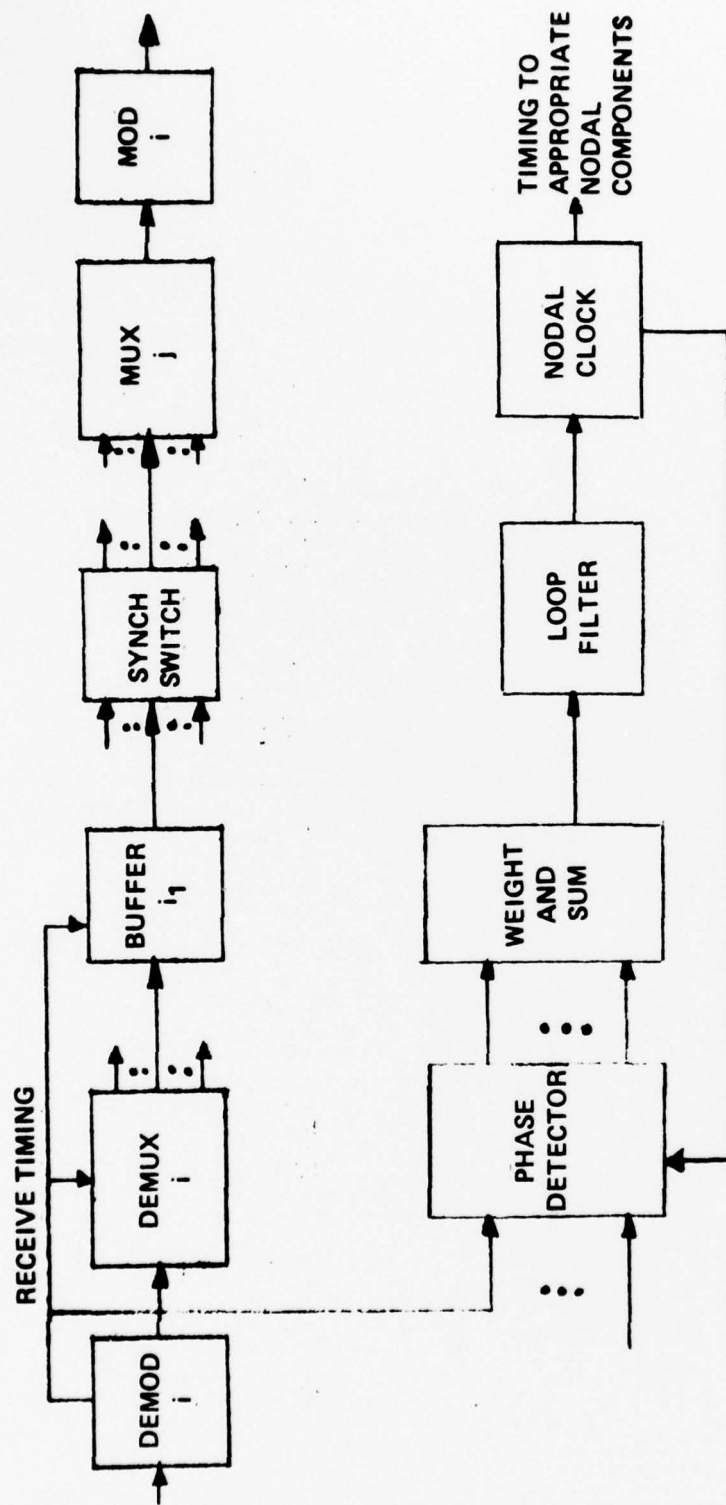 RECEIVE TIMING
DEMOD
i
DEMUX
i
BUFFER
i1
SYNCH
SWITCH
MUX
j
MOD
i
PHASE
DETECTOR
WEIGHT
AND
SUM
LOOP
FILTER
NODAL
CLOCK
TIMING TO
APPROPRIATE
NODAL
COMPONENTS